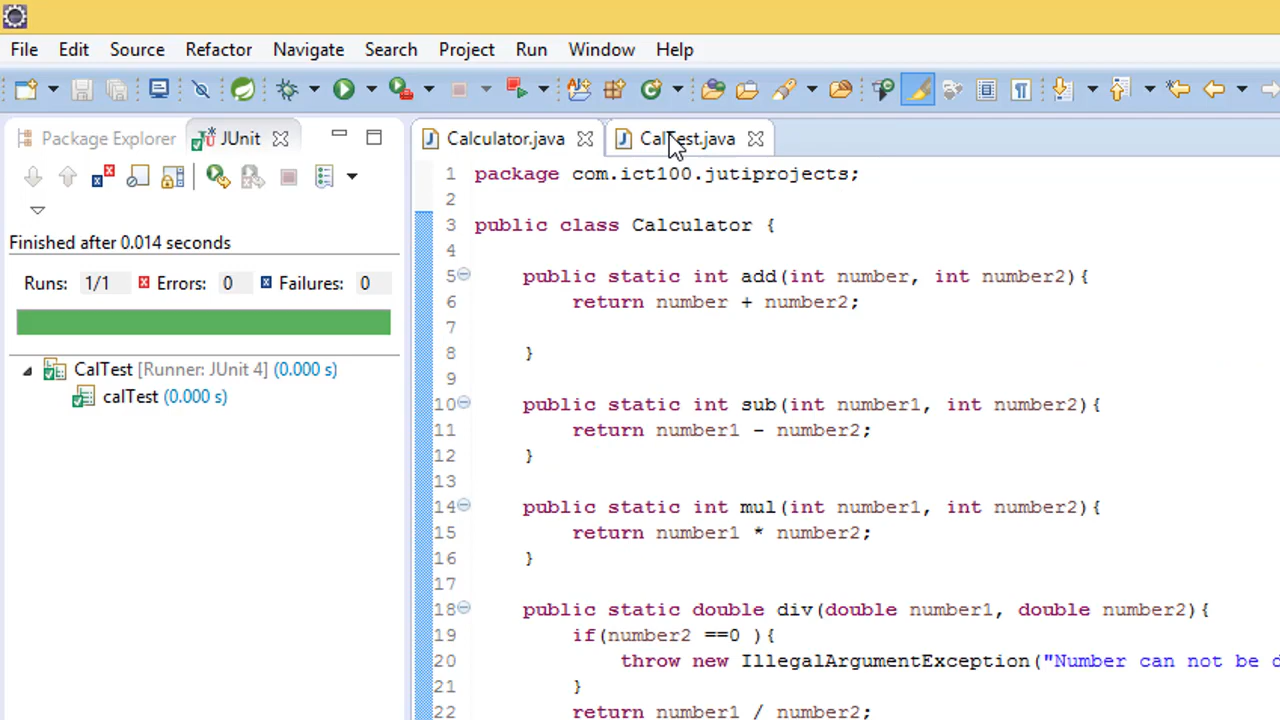 File Edit Source Refactor Navigate Search Project Run Window Help
Package Explorer JUnit
Calculator.java CalTest.java
Finished after 0.014 seconds
Runs: 1/1 Errors: 0 Failures: 0
CalTest [Runner: JUnit 4] (0.000 s)
calTest (0.000 s)
1 package com.ict100.jutiprojects;
2
3 public class Calculator {
4
5 public static int add(int number, int number2){
6 return number + number2;
7
8 }
9
10 public static int sub(int number1, int number2){
11 return number1 - number2;
12 }
13
14 public static int mul(int number1, int number2){
15 return number1 * number2;
16 }
17
18 public static double div(double number1, double number2){
19 if(number2 ==0 ){
20 throw new IllegalArgumentException("Number can not be d
21 }
22 return number1 / number2;